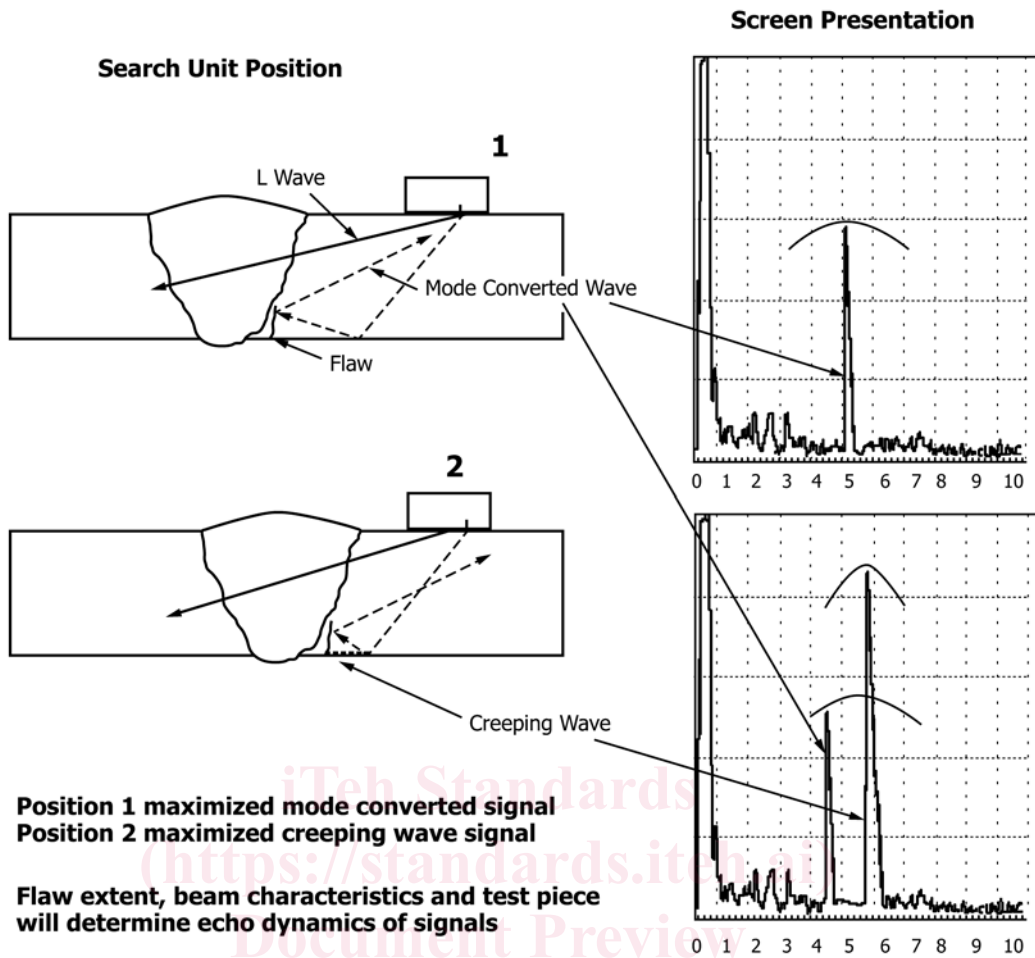 Screen Presentation
Search Unit Position
1
L Wave
Mode Converted Wave
Flaw
0 1 2 3 4 5 6 7 8 9 10
2
Creeping Wave
iTeh Standards
Position 1 maximized mode converted signal
Position 2 maximized creeping wave signal
(https://standards.iteh.ai)
Flaw extent, beam characteristics and test piece
will determine echo dynamics of signals
Document Preview
0 1 2 3 4 5 6 7 8 9 10